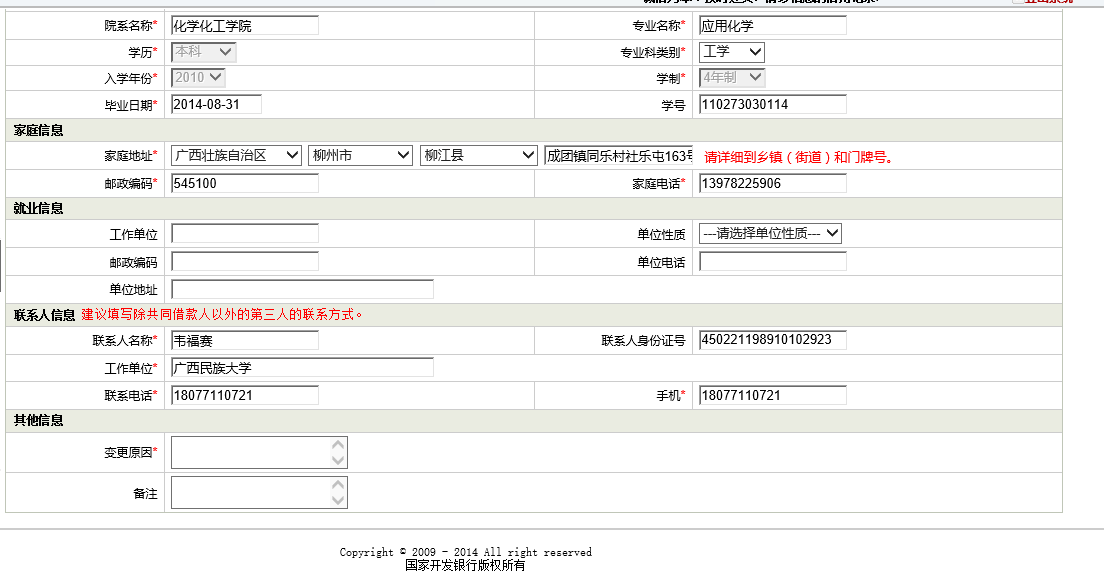 院系名称* 化学化工学院 专业名称* 应用化学
学历* 本科 专业科类别* 工学
入学年份* 2010 学制* 4年制
毕业日期* 2014-08-31 学号 110273030114
家庭信息
家庭地址* 广西壮族自治区 柳州市 柳江县 成团镇同乐村社乐屯163号 请详细到乡镇（街道）和门牌号。
邮政编码* 545100 家庭电话* 13978225906
就业信息
工作单位 单位性质 ---请选择单位性质---
邮政编码 单位电话
单位地址
联系人信息 建议填写除共同借款人以外的第三人的联系方式。
联系人名称* 韦福赛 联系人身份证号 450221198910102923
工作单位* 广西民族大学
联系电话* 18077110721 手机* 18077110721
其他信息
变更原因*
备注
Copyright © 2009 - 2014 All right reserved
国家开发银行版权所有